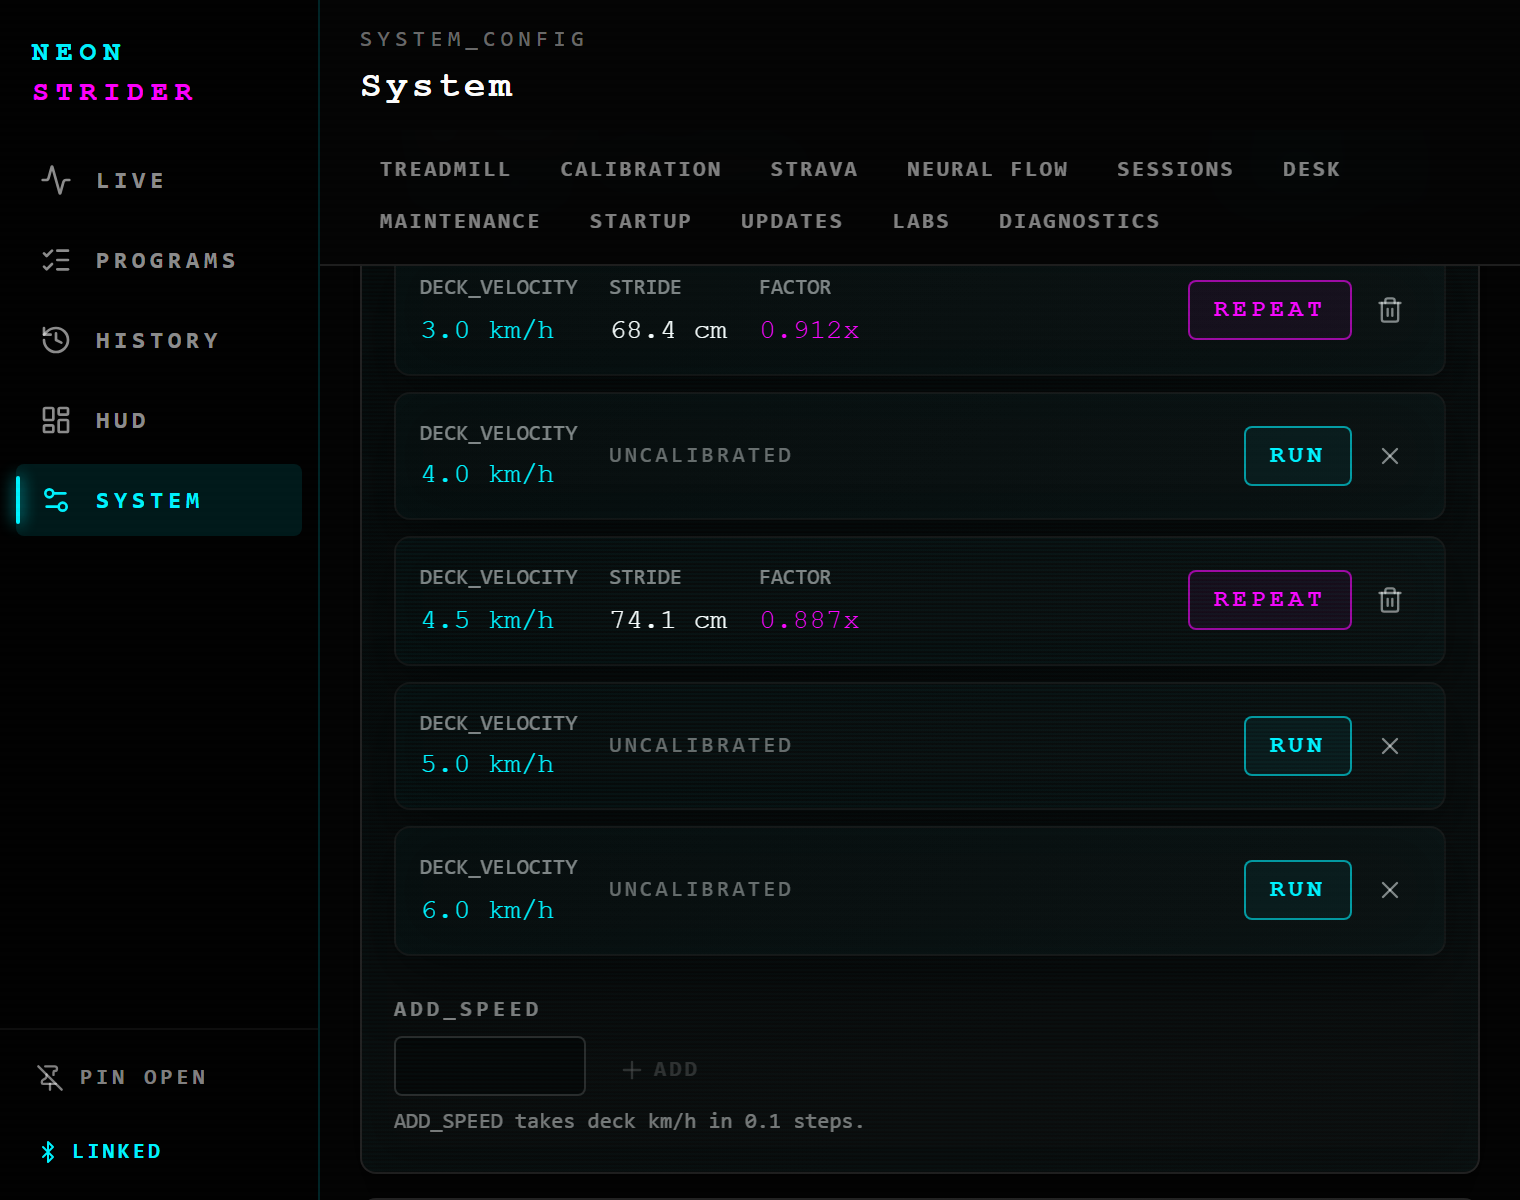 NEON
STRIDER
LIVE
PROGRAMS
HISTORY
HUD
SYSTEM
PIN OPEN
LINKED
SYSTEM_CONFIG
System
TREADMILL CALIBRATION STRAVA NEURAL FLOW SESSIONS DESK
MAINTENANCE STARTUP UPDATES LABS DIAGNOSTICS
DECK_VELOCITY STRIDE FACTOR
3.0 km/h 68.4 cm 0.912x
REPEAT
DECK_VELOCITY
4.0 km/h
UNCALIBRATED
RUN
DECK_VELOCITY STRIDE FACTOR
4.5 km/h 74.1 cm 0.887x
REPEAT
DECK_VELOCITY
5.0 km/h
UNCALIBRATED
RUN
DECK_VELOCITY
6.0 km/h
UNCALIBRATED
RUN
ADD_SPEED
+ ADD
ADD_SPEED takes deck km/h in 0.1 steps.